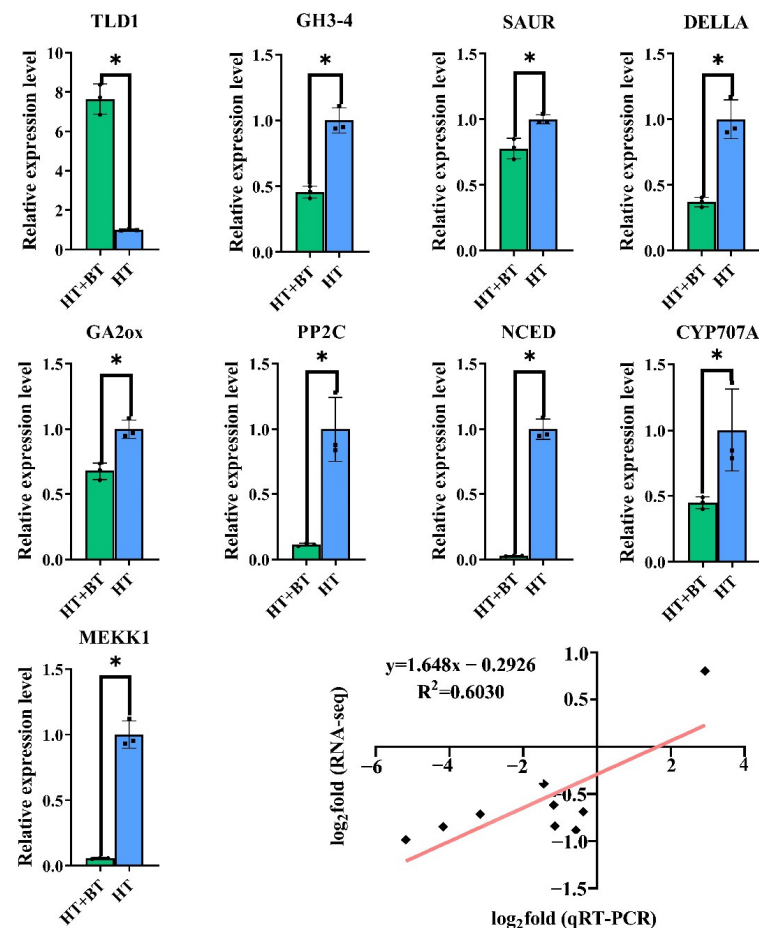 TLD1
GH3-4
SAUR
DELLA
Relative expression level
10
8
6
4
2
0
*
HT+BT
HT
Relative expression level
1.5
1.0
0.5
0.0
*
HT+BT
HT
Relative expression level
1.5
1.0
0.5
0.0
*
HT+BT
HT
Relative expression level
1.5
1.0
0.5
0.0
*
HT+BT
HT
GA2ox
PP2C
NCED
CYP707A
Relative expression level
1.5
1.0
0.5
0.0
*
HT+BT
HT
Relative expression level
1.5
1.0
0.5
0.0
*
HT+BT
HT
Relative expression level
1.5
1.0
0.5
0.0
*
HT+BT
HT
Relative expression level
1.5
1.0
0.5
0.0
*
HT+BT
HT
MEKK1
Relative expression level
1.5
1.0
0.5
0.0
*
HT+BT
HT
y=1.648x − 0.2926
R²=0.6030
log₂fold (RNA-seq)
1.0
0.5
−6
−4
−2
0
2
4
−0.5
−1.0
−1.5
log₂fold (qRT-PCR)